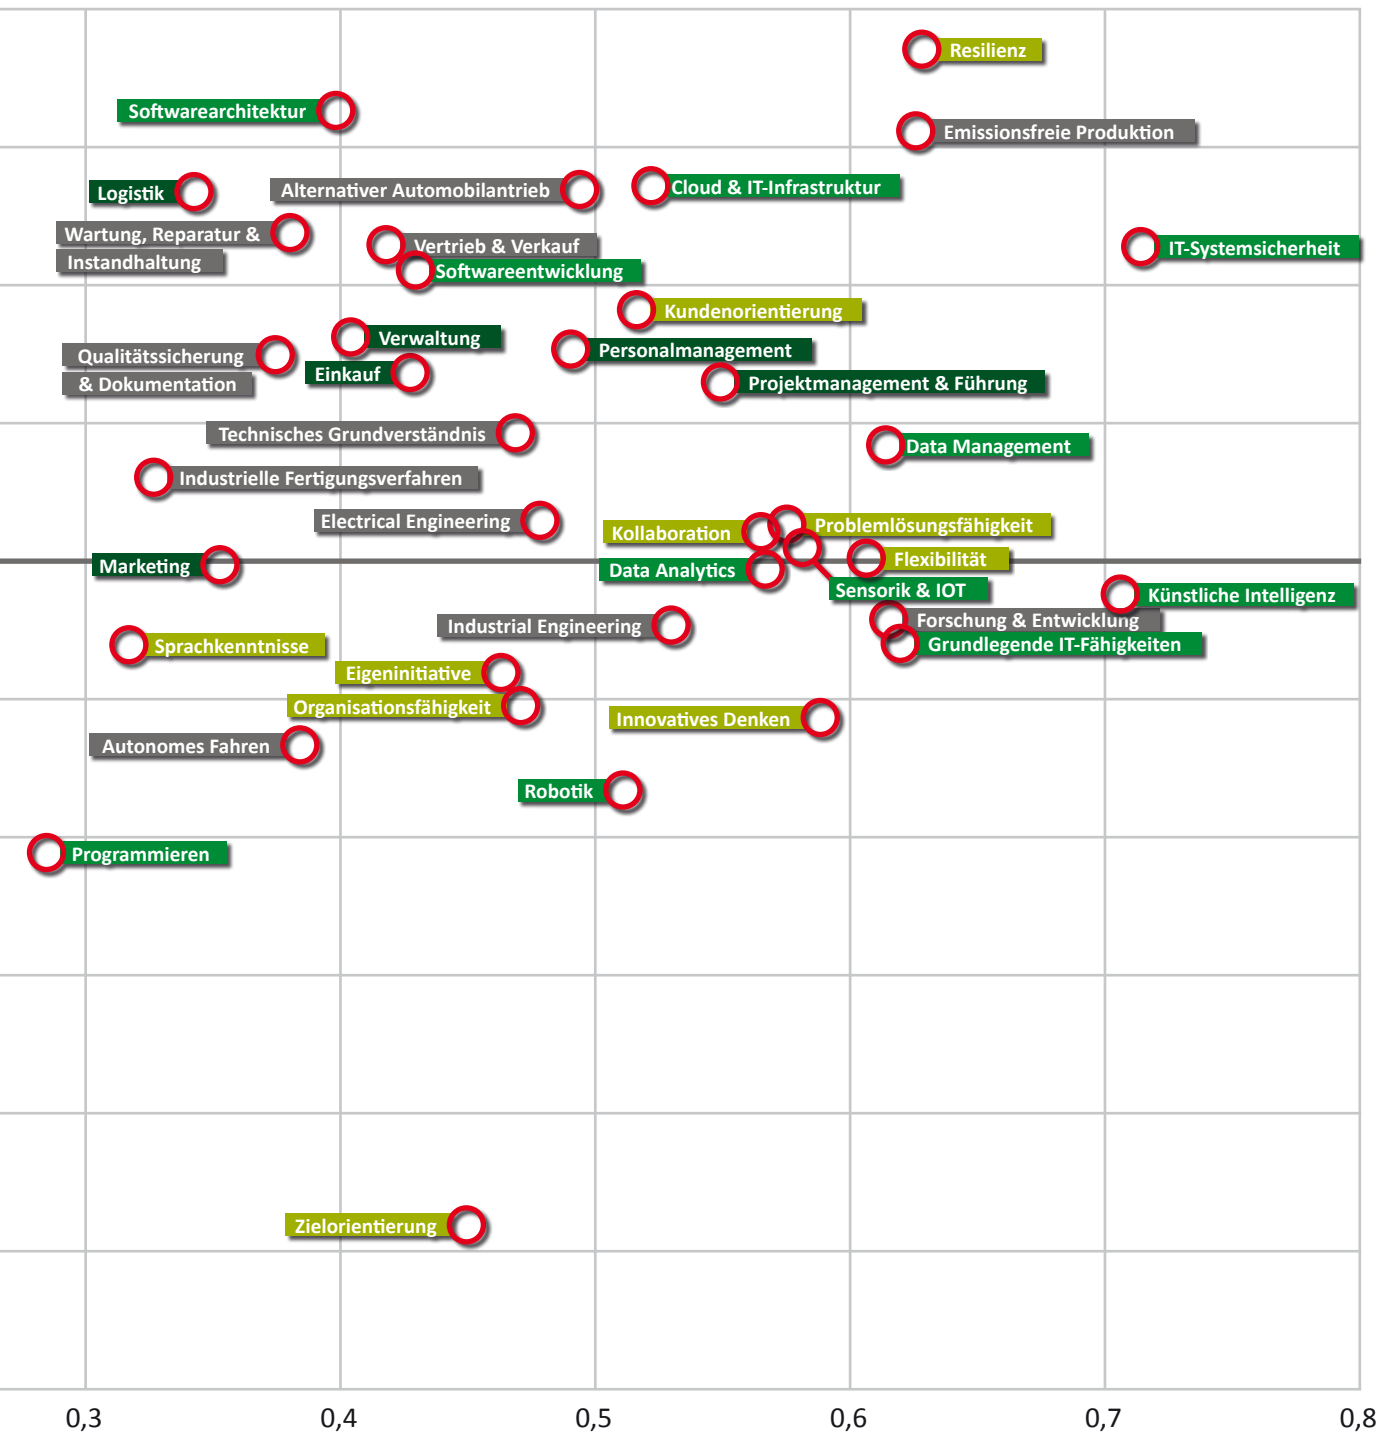 Resilienz
Softwarearchitektur
Emissionsfreie Produktion
Logistik
Alternativer Automobilantrieb
Cloud & IT-Infrastruktur
Wartung, Reparatur &
Instandhaltung
Vertrieb & Verkauf
IT-Systemsicherheit
Softwareentwicklung
Kundenorientierung
Verwaltung
Personalmanagement
Qualitätssicherung
& Dokumentation
Einkauf
Projektmanagement & Führung
Technisches Grundverständnis
Data Management
Industrielle Fertigungsverfahren
Electrical Engineering
Problemlösungsfähigkeit
Kollaboration
Flexibilität
Marketing
Data Analytics
Sensorik & IOT
Künstliche Intelligenz
Forschung & Entwicklung
Industrial Engineering
Grundlegende IT-Fähigkeiten
Sprachkenntnisse
Eigeninitiative
Organisationsfähigkeit
Innovatives Denken
Autonomes Fahren
Robotik
Programmieren
Zielorientierung
0,3 0,4 0,5 0,6 0,7 0,8